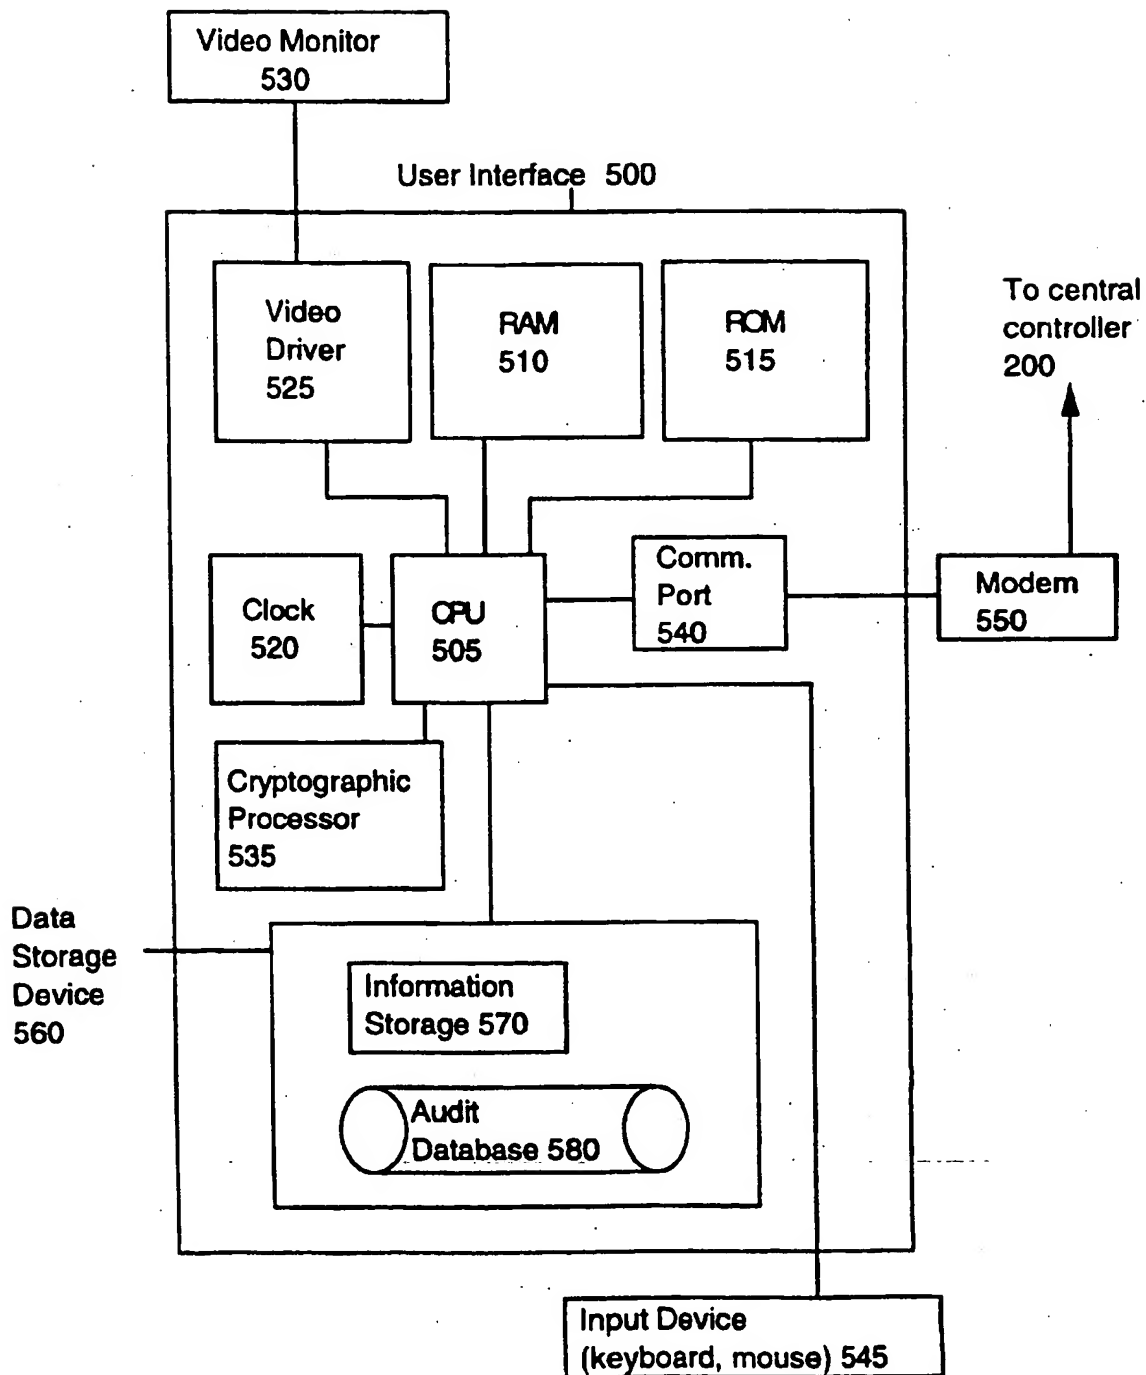 Video Monitor
530
User Interface 500
Video
Driver
525
RAM
510
ROM
515
To central
controller
200
Clock
520
CPU
505
Comm.
Port
540
Modem
550
Cryptographic
Processor
535
Data
Storage
Device
560
Information
Storage 570
Audit
Database 580
Input Device
(keyboard, mouse) 545